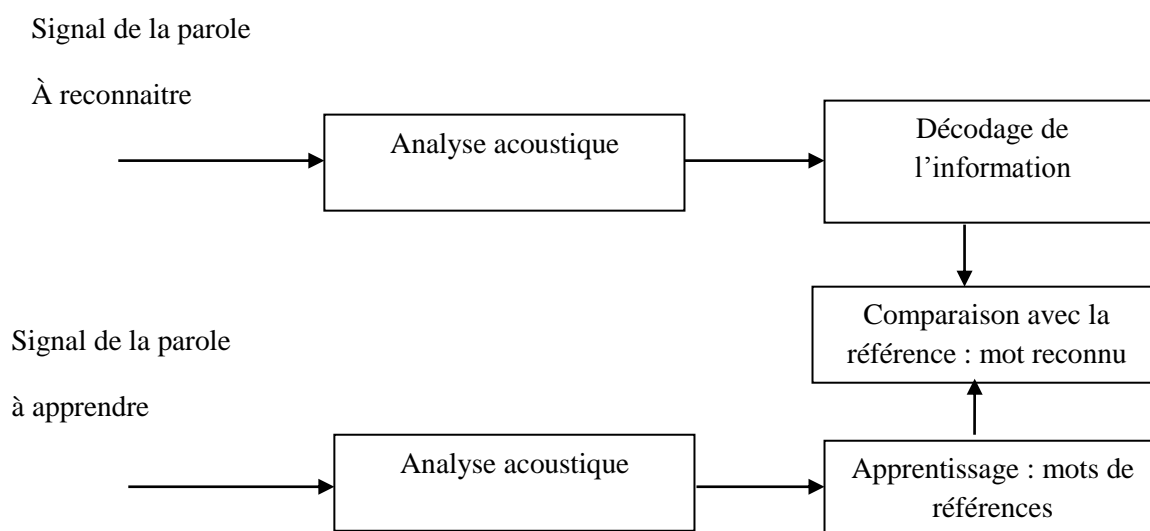 Signal de la parole
À reconnaitre
Analyse acoustique
Décodage de
l’information
Comparaison avec la
référence : mot reconnu
Signal de la parole
à apprendre
Analyse acoustique
Apprentissage : mots de
références